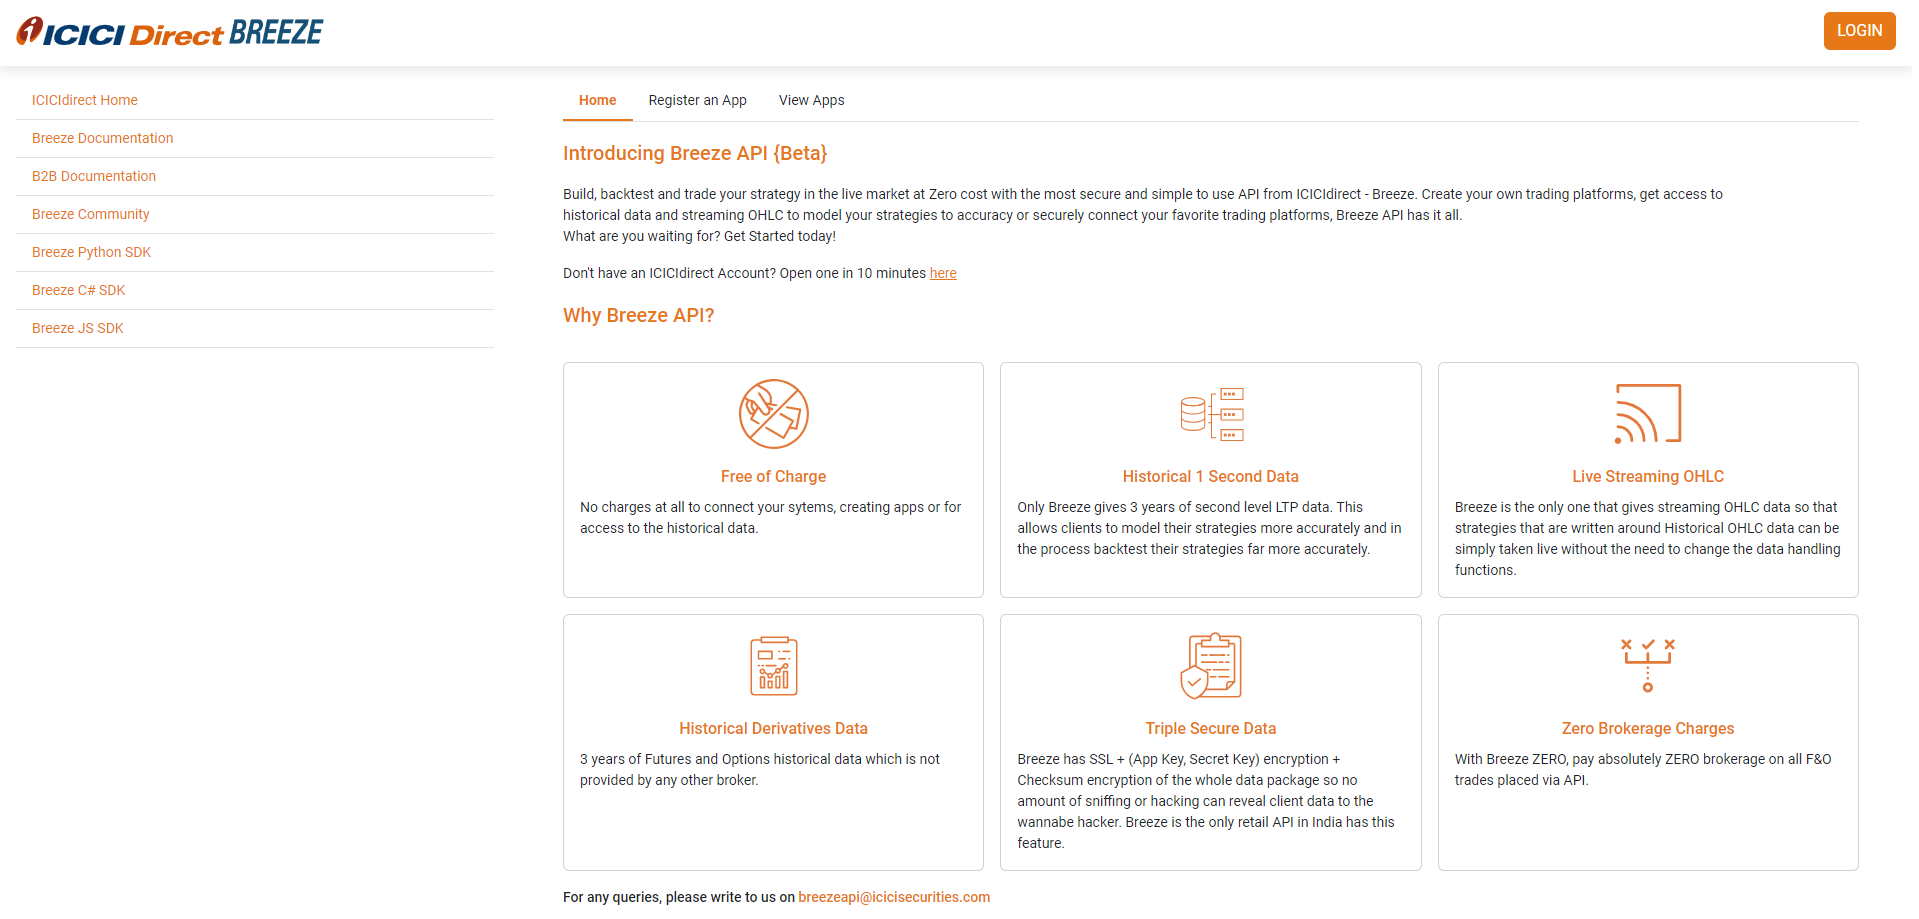 ICICI Direct BREEZE
LOGIN
ICICIdirect Home
Breeze Documentation
B2B Documentation
Breeze Community
Breeze Python SDK
Breeze C# SDK
Breeze JS SDK
Home Register an App View Apps
Introducing Breeze API {Beta}
Build, backtest and trade your strategy in the live market at Zero cost with the most secure and simple to use API from ICICIdirect - Breeze. Create your own trading platforms, get access to
historical data and streaming OHLC to model your strategies to accuracy or securely connect your favorite trading platforms, Breeze API has it all.
What are you waiting for? Get Started today!
Don't have an ICICIdirect Account? Open one in 10 minutes here
Why Breeze API?
Free of Charge
No charges at all to connect your sytems, creating apps or for
access to the historical data.
Historical 1 Second Data
Only Breeze gives 3 years of second level LTP data. This
allows clients to model their strategies more accurately and in
the process backtest their strategies far more accurately.
Live Streaming OHLC
Breeze is the only one that gives streaming OHLC data so that
strategies that are written around Historical OHLC data can be
simply taken live without the need to change the data handling
functions.
Historical Derivatives Data
3 years of Futures and Options historical data which is not
provided by any other broker.
Triple Secure Data
Breeze has SSL + (App Key, Secret Key) encryption +
Checksum encryption of the whole data package so no
amount of sniffing or hacking can reveal client data to the
wannabe hacker. Breeze is the only retail API in India has this
feature.
Zero Brokerage Charges
With Breeze ZERO, pay absolutely ZERO brokerage on all F&O
trades placed via API.
For any queries, please write to us on breezeapi@icicisecurities.com